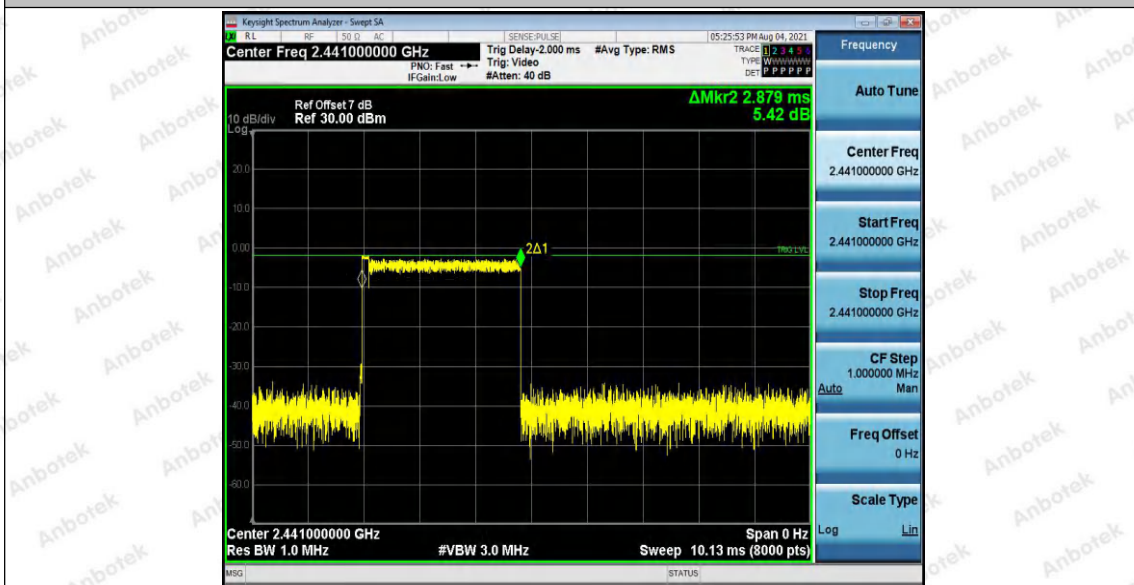 Keysight Spectrum Analyzer - Swept SA
RL RF 50 Ω AC SENSE:PULSE 05:25:53 PM Aug 04, 2021
Center Freq 2.441000000 GHz
PNO: Fast
IFGain:Low
Trig Delay-2.000 ms
Trig: Video
#Atten: 40 dB
#Avg Type: RMS
TRACE 1 2 3 4 5 6
TYPE WWWWWW
DET P P P P P P
ΔMkr2 2.879 ms
5.42 dB
Ref Offset 7 dB
10 dB/div Ref 30.00 dBm
Log
20.0
10.0
0.00
-10.0
-20.0
-30.0
-40.0
-50.0
-60.0
2Δ1
TRIG LVL
Center 2.441000000 GHz Span 0 Hz
Res BW 1.0 MHz #VBW 3.0 MHz Sweep 10.13 ms (8000 pts)
MSG STATUS
Frequency
Auto Tune
Center Freq
2.441000000 GHz
Start Freq
2.441000000 GHz
Stop Freq
2.441000000 GHz
CF Step
1.000000 MHz
Auto Man
Freq Offset
0 Hz
Scale Type
Log Lin
Anbotek